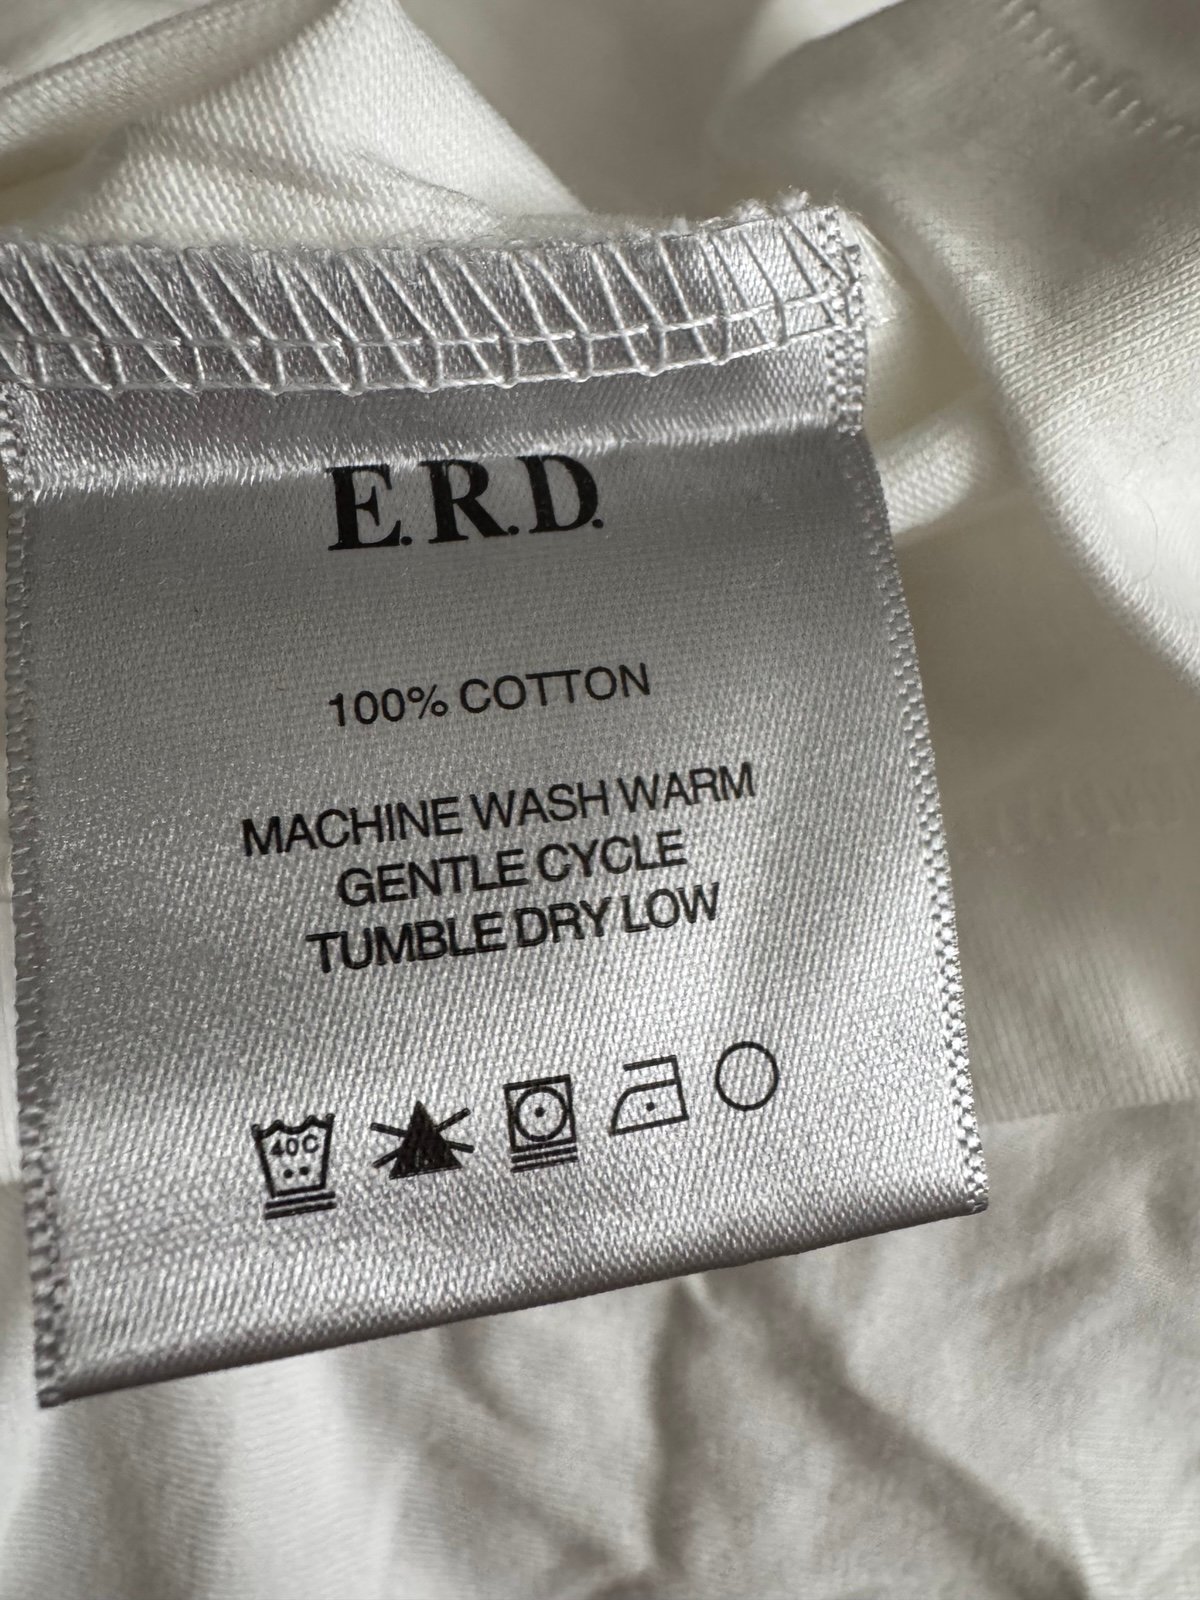 E.R.D.
100% COTTON
MACHINE WASH WARM
GENTLE CYCLE
TUMBLE DRY LOW
40C